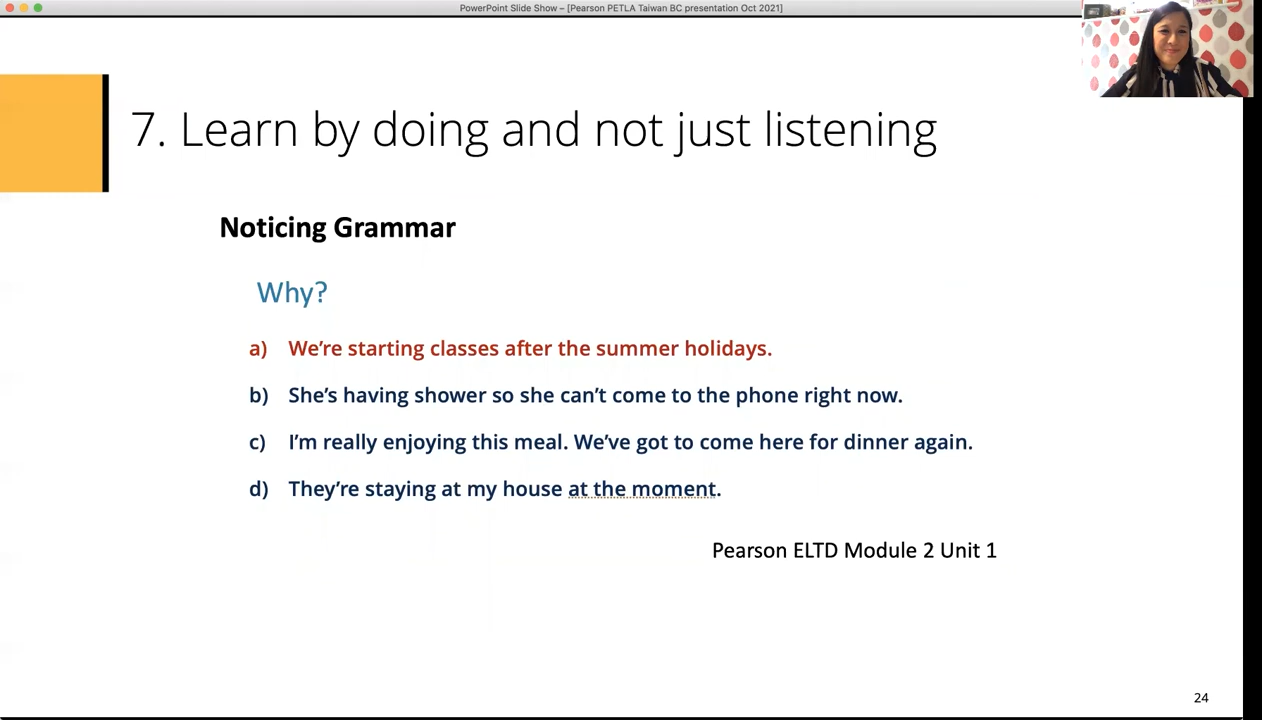 PowerPoint Slide Show – [Pearson PETLA Taiwan BC presentation Oct 2021]
7. Learn by doing and not just listening
Noticing Grammar
Why?
a) We’re starting classes after the summer holidays.
b) She’s having shower so she can’t come to the phone right now.
c) I’m really enjoying this meal. We’ve got to come here for dinner again.
d) They’re staying at my house at the moment.
Pearson ELTD Module 2 Unit 1
24